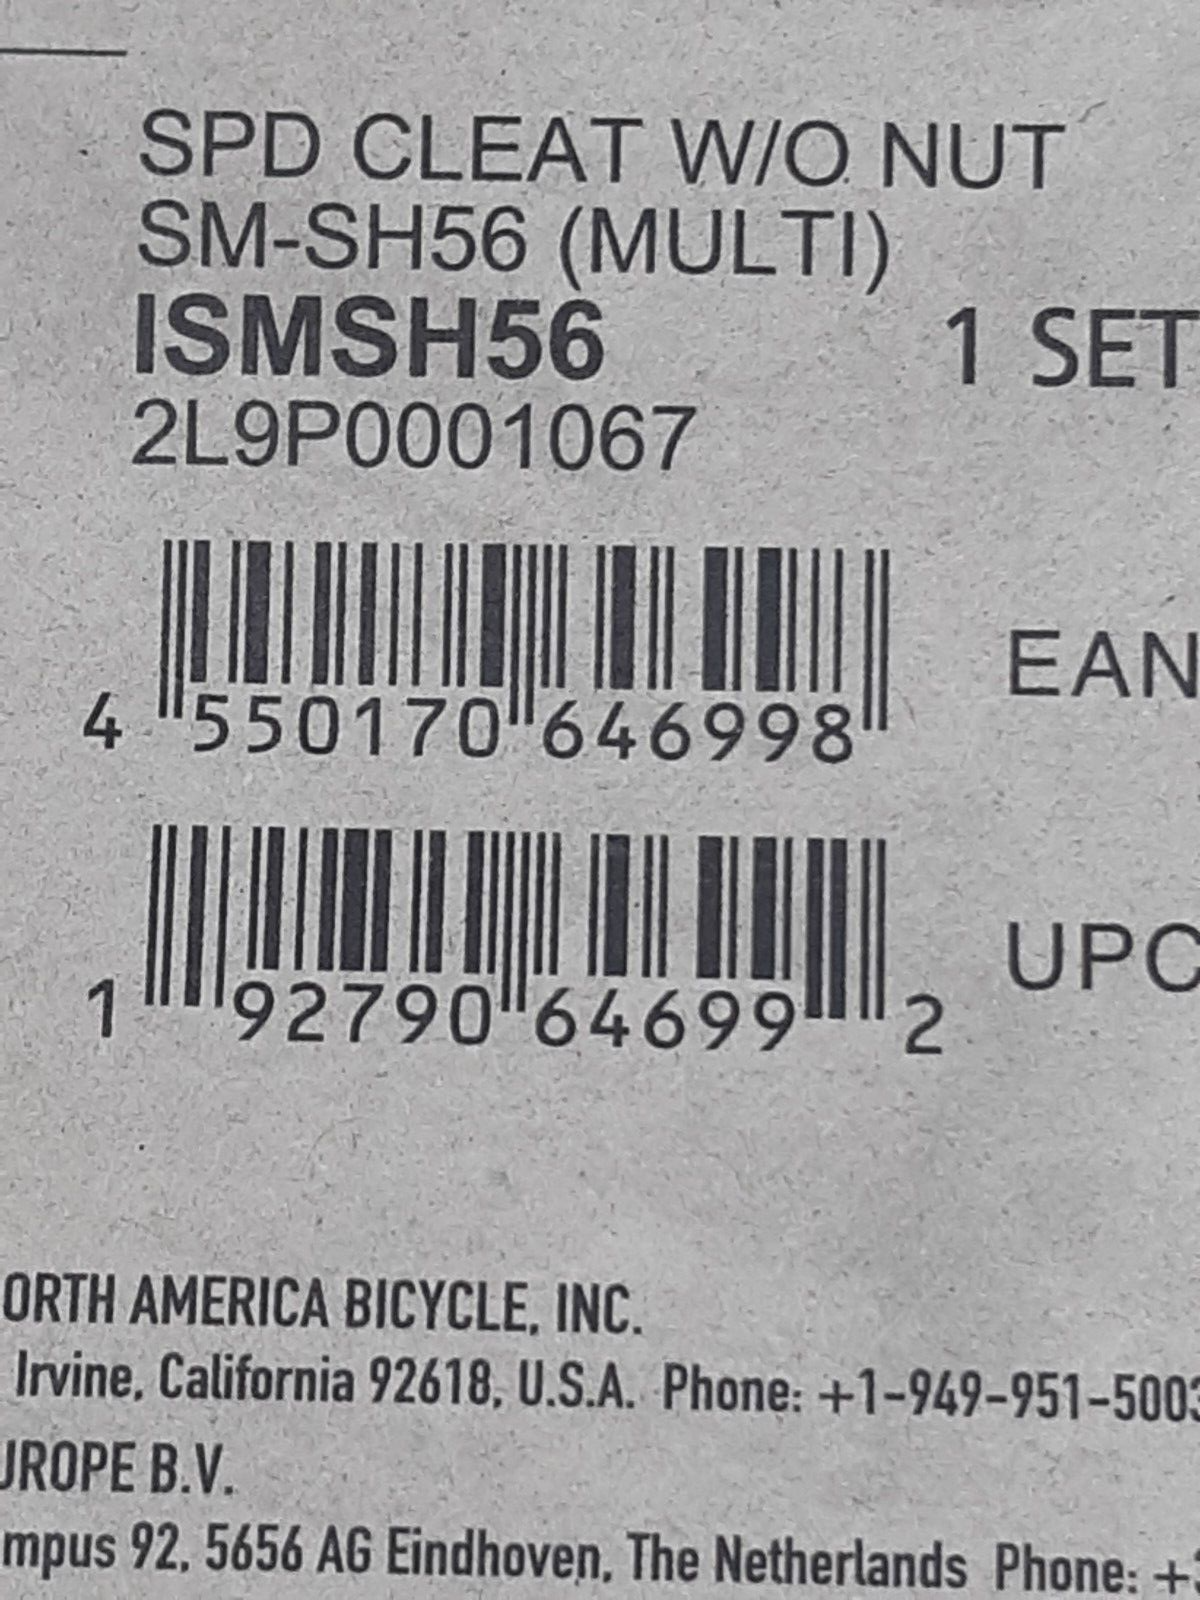 SPD CLEAT W/O NUT
SM-SH56 (MULTI)
ISMSH56 1 SET
2L9P0001067
4 550170 646998 EAN
1 92790 64699 2 UPC
ORTH AMERICA BICYCLE, INC.
Irvine, California 92618, U.S.A. Phone: +1-949-951-5003
UROPE B.V.
mpus 92, 5656 AG Eindhoven, The Netherlands Phone: +3